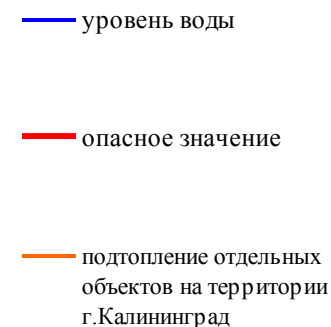 уровень воды
опасное значение
подтопление отдельных
объектов на территории
г.Калининград